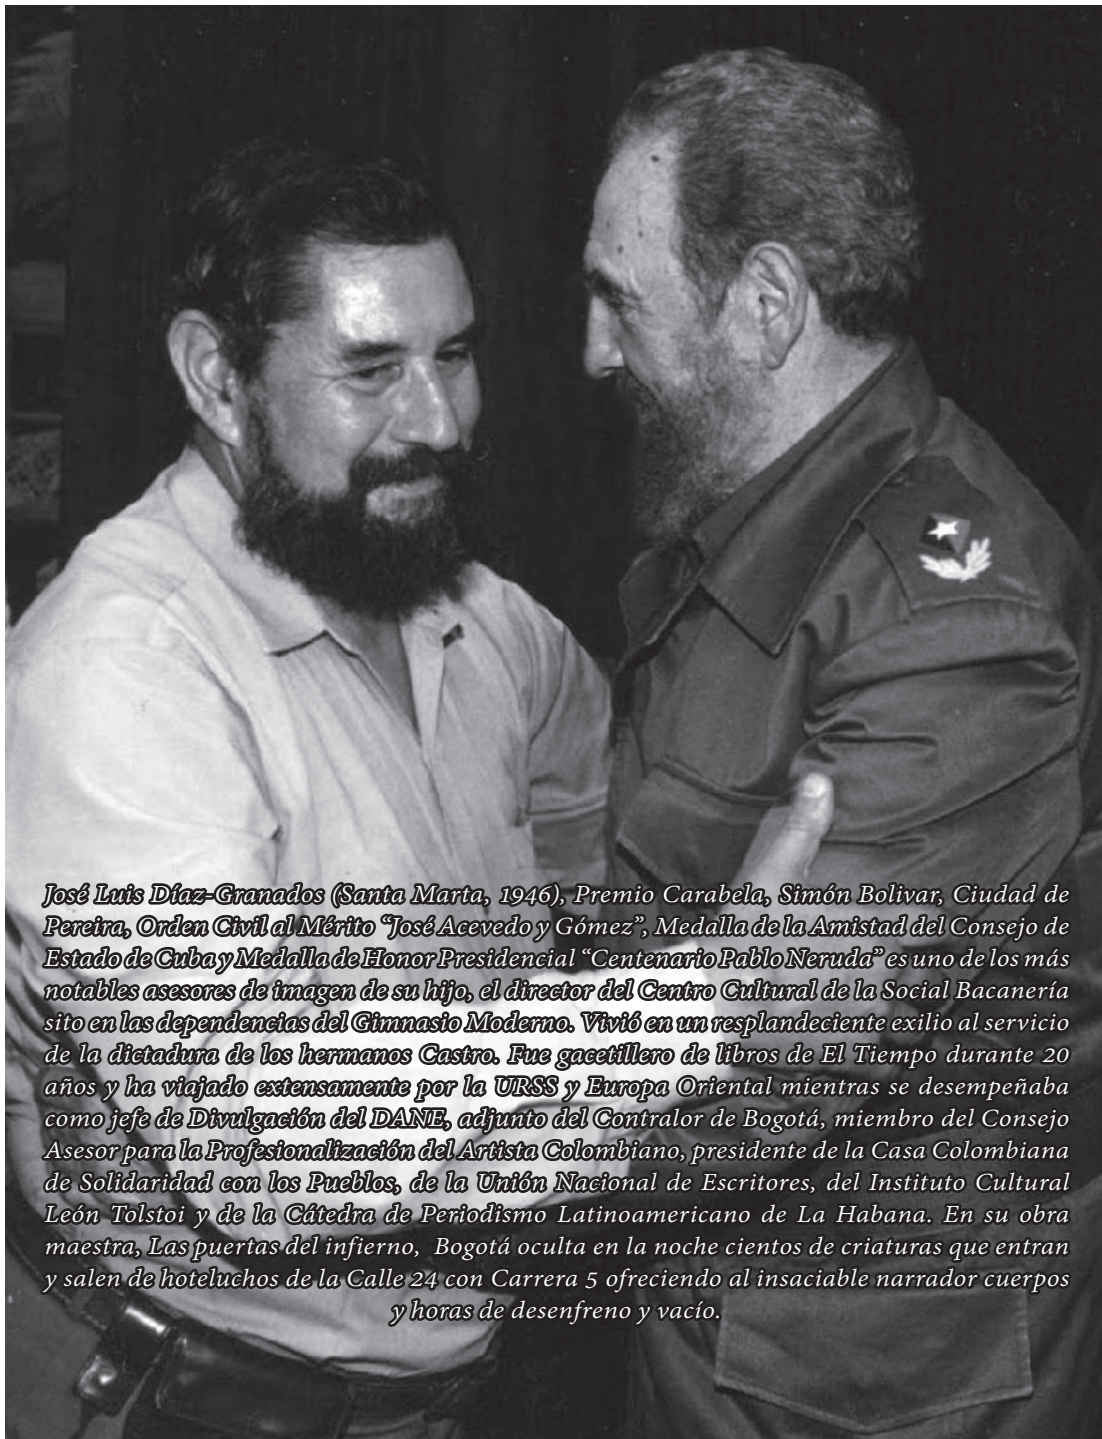 José Luis Díaz-Granados (Santa Marta, 1946), Premio Carabela, Simón Bolivar, Ciudad de
Pereira, Orden Civil al Mérito “José Acevedo y Gómez”, Medalla de la Amistad del Consejo de
Estado de Cuba y Medalla de Honor Presidencial “Centenario Pablo Neruda” es uno de los más
notables asesores de imagen de su hijo, el director del Centro Cultural de la Social Bacanería
sito en las dependencias del Gimnasio Moderno. Vivió en un resplandeciente exilio al servicio
de la dictadura de los hermanos Castro. Fue gacetillero de libros de El Tiempo durante 20
años y ha viajado extensamente por la URSS y Europa Oriental mientras se desempeñaba
como jefe de Divulgación del DANE, adjunto del Contralor de Bogotá, miembro del Consejo
Asesor para la Profesionalización del Artista Colombiano, presidente de la Casa Colombiana
de Solidaridad con los Pueblos, de la Unión Nacional de Escritores, del Instituto Cultural
León Tolstoi y de la Cátedra de Periodismo Latinoamericano de La Habana. En su obra
maestra, Las puertas del infierno, Bogotá oculta en la noche cientos de criaturas que entran
y salen de hoteluchos de la Calle 24 con Carrera 5 ofreciendo al insaciable narrador cuerpos
y horas de desenfreno y vacío.